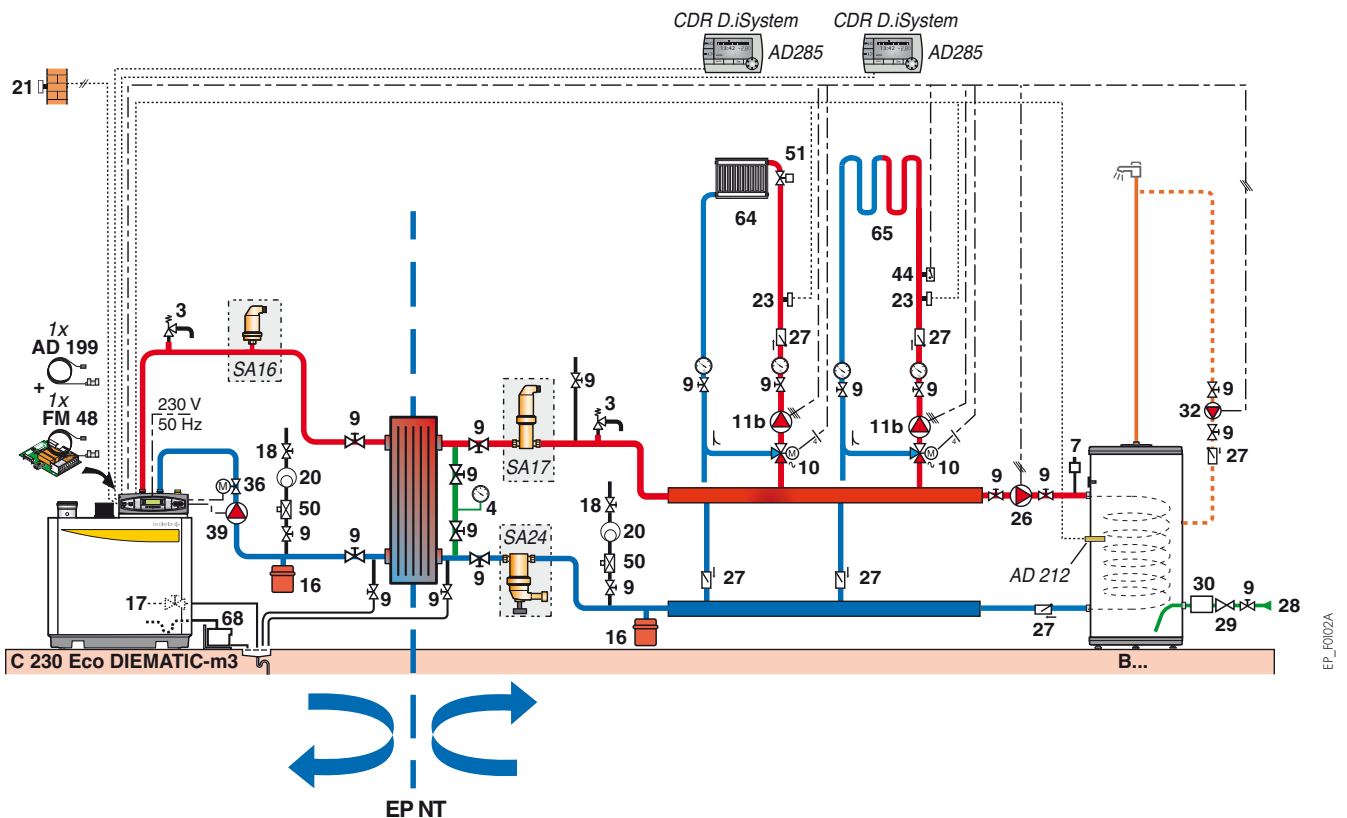 CDR D.iSystem
AD285
CDR D.iSystem
AD285
21
51
64
65
44
23
23
3
1x
AD 199
+
1x
FM 48
SA16
230 V
50 Hz
27
27
9
9
9
9
9
3
9
9
SA17
11b
11b
10
10
9
32
9
27
7
18
20
50
9
M
36
39
9
4
9
9
M
M
9
9
26
SA24
18
20
50
9
9
27
27
AD 212
30
9
28
29
16
17
68
9
9
16
27
C 230 Eco DIEMATIC-m3
B...
EP_F0102A
EP NT